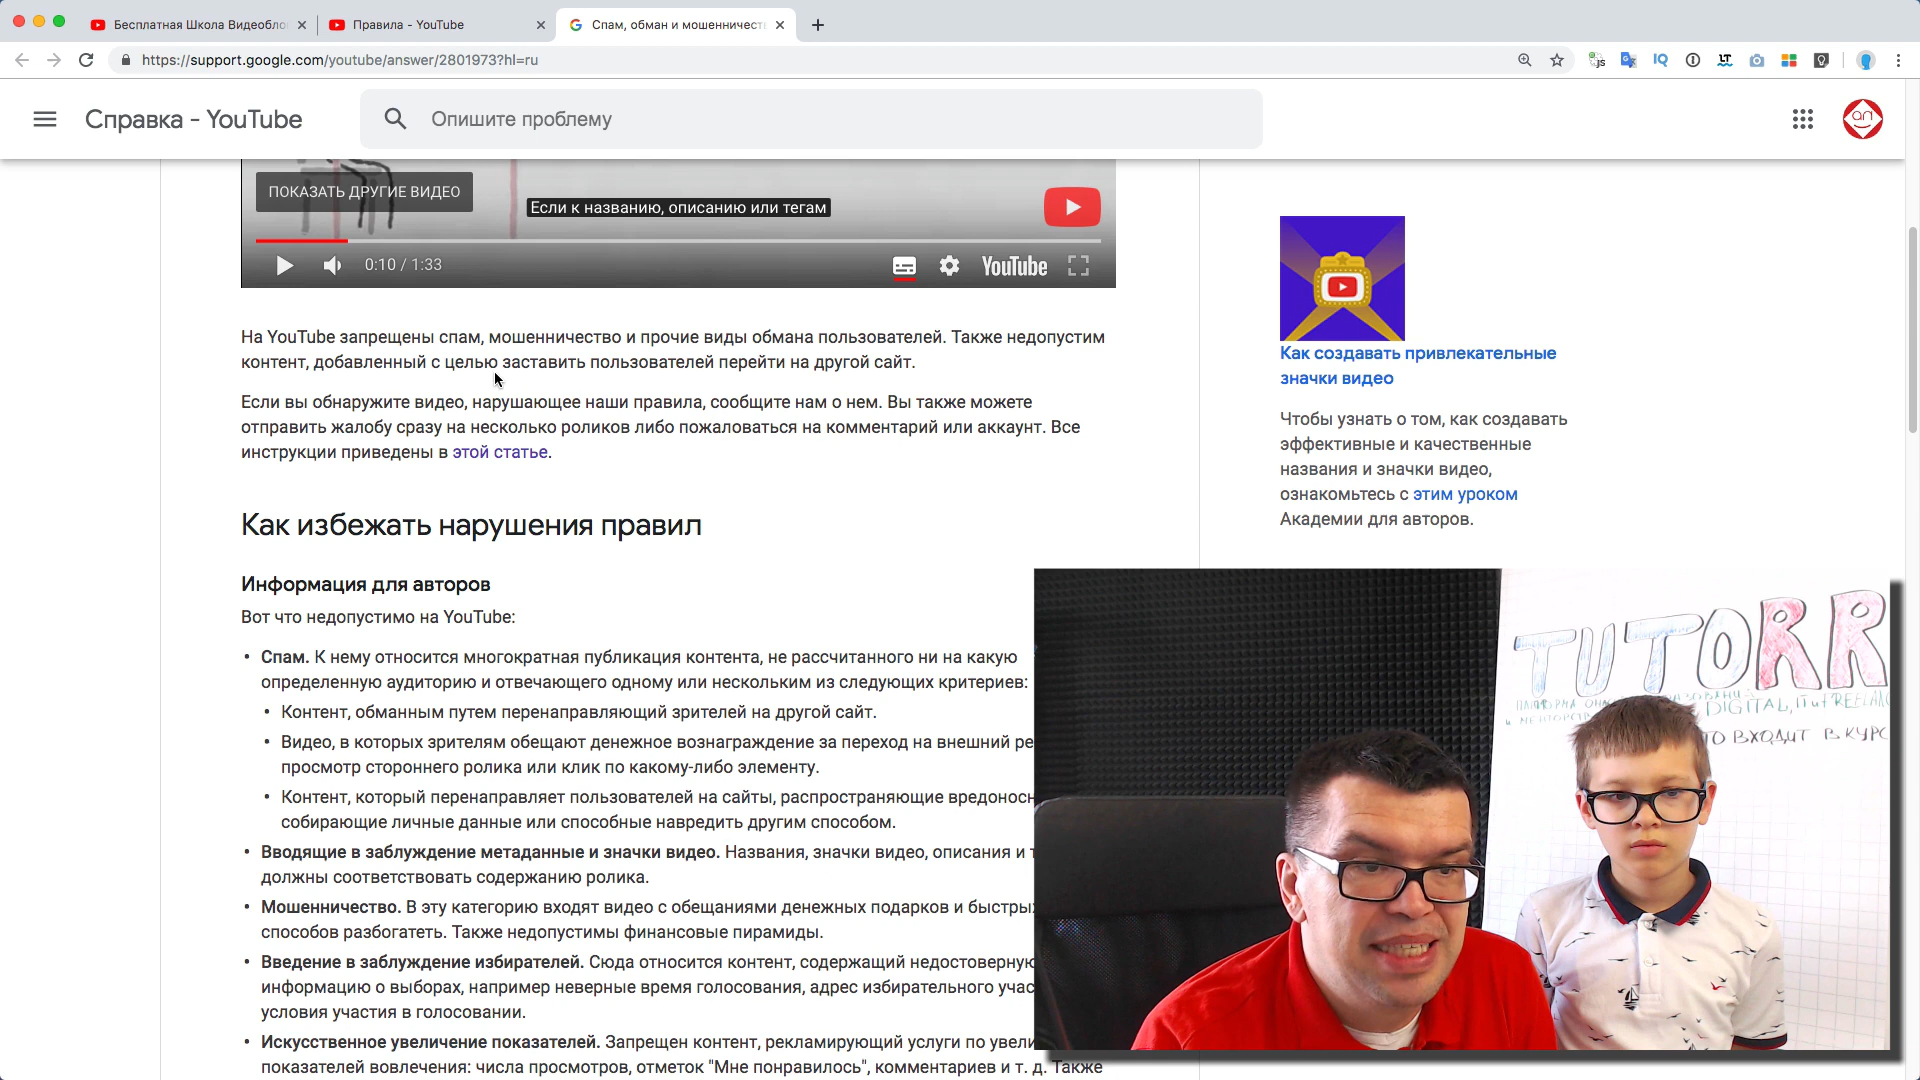 Бесплатная Школа Видеобло
Правила - YouTube
Спам, обман и мошенничест
https://support.google.com/youtube/answer/2801973?hl=ru
Справка - YouTube
Опишите проблему
ПОКАЗАТЬ ДРУГИЕ ВИДЕО
Если к названию, описанию или тегам
0:10 / 1:33
YouTube
На YouTube запрещены спам, мошенничество и прочие виды обмана пользователей. Также недопустим
контент, добавленный с целью заставить пользователей перейти на другой сайт.
Если вы обнаружите видео, нарушающее наши правила, сообщите нам о нем. Вы также можете
отправить жалобу сразу на несколько роликов либо пожаловаться на комментарий или аккаунт. Все
инструкции приведены в этой статье.
Как избежать нарушения правил
Информация для авторов
Вот что недопустимо на YouTube:
• Спам. К нему относится многократная публикация контента, не рассчитанного ни на какую
определенную аудиторию и отвечающего одному или нескольким из следующих критериев:
• Контент, обманным путем перенаправляющий зрителей на другой сайт.
• Видео, в которых зрителям обещают денежное вознаграждение за переход на внешний ре
просмотр стороннего ролика или клик по какому-либо элементу.
• Контент, который перенаправляет пользователей на сайты, распространяющие вредонос
собирающие личные данные или способные навредить другим способом.
• Вводящие в заблуждение метаданные и значки видео. Названия, значки видео, описания и т
должны соответствовать содержанию ролика.
• Мошенничество. В эту категорию входят видео с обещаниями денежных подарков и быстры
способов разбогатеть. Также недопустимы финансовые пирамиды.
• Введение в заблуждение избирателей. Сюда относится контент, содержащий недостоверну
информацию о выборах, например неверные время голосования, адрес избирательного учас
условия участия в голосовании.
• Искусственное увеличение показателей. Запрещен контент, рекламирующий услуги по увели
показателей вовлечения: числа просмотров, отметок "Мне понравилось", комментариев и т. д. Также
Как создавать привлекательные
значки видео
Чтобы узнать о том, как создавать
эффективные и качественные
названия и значки видео,
ознакомьтесь с этим уроком
Академии для авторов.
TUTORR
DIGITAL, IT и FREELANC
ТО ВХОДИТ В КУРС